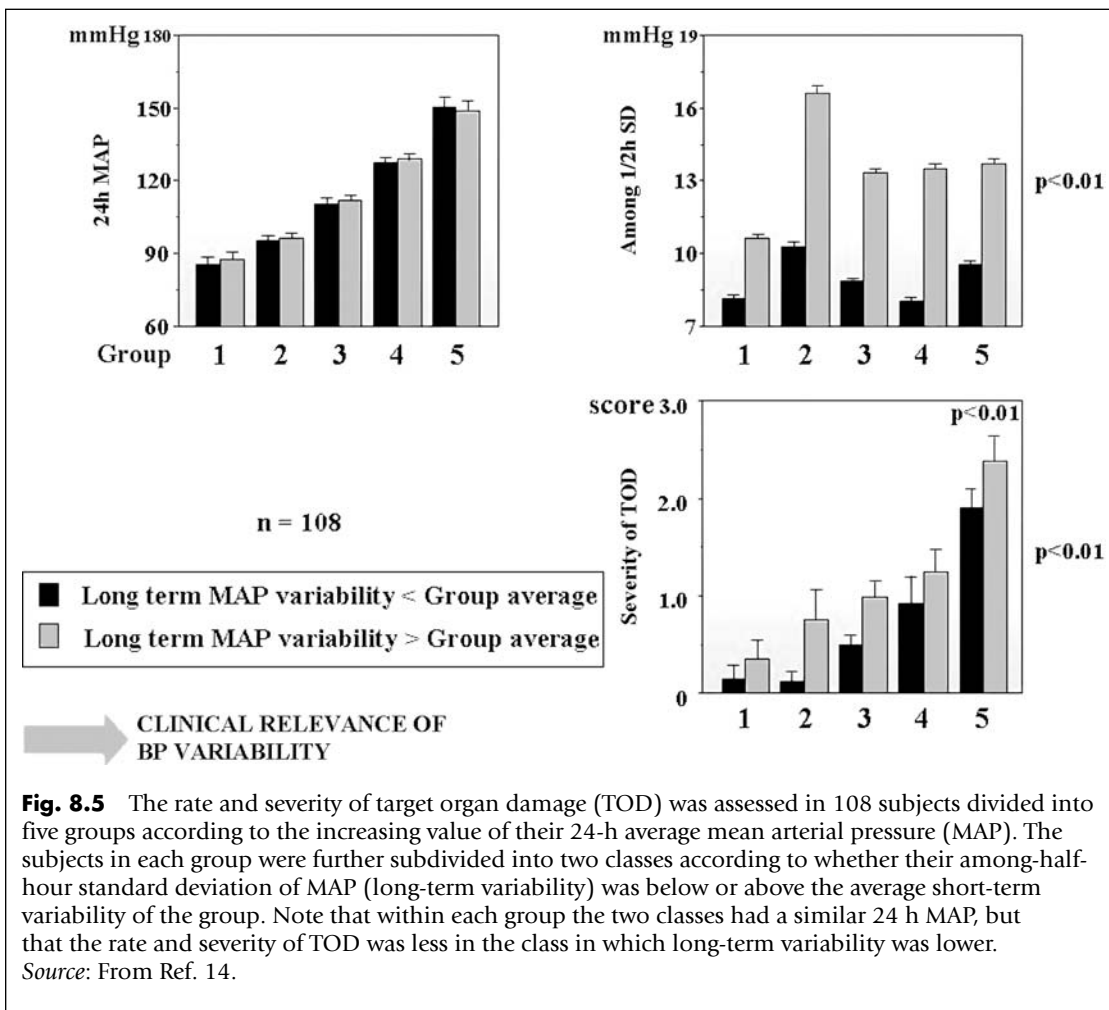 mmHg 180
150
120
90
60
24h MAP
Group 1 2 3 4 5
mmHg 19
16
13
10
7
Among 1/2h SD
p<0.01
1 2 3 4 5
score 3.0
2.0
1.0
0
Severity of TOD
p<0.01
p<0.01
1 2 3 4 5
n = 108
Long term MAP variability < Group average
Long term MAP variability > Group average
CLINICAL RELEVANCE OF
BP VARIABILITY
Fig. 8.5 The rate and severity of target organ damage (TOD) was assessed in 108 subjects divided into
five groups according to the increasing value of their 24-h average mean arterial pressure (MAP). The
subjects in each group were further subdivided into two classes according to whether their among-half-
hour standard deviation of MAP (long-term variability) was below or above the average short-term
variability of the group. Note that within each group the two classes had a similar 24 h MAP, but
that the rate and severity of TOD was less in the class in which long-term variability was lower.
Source: From Ref. 14.